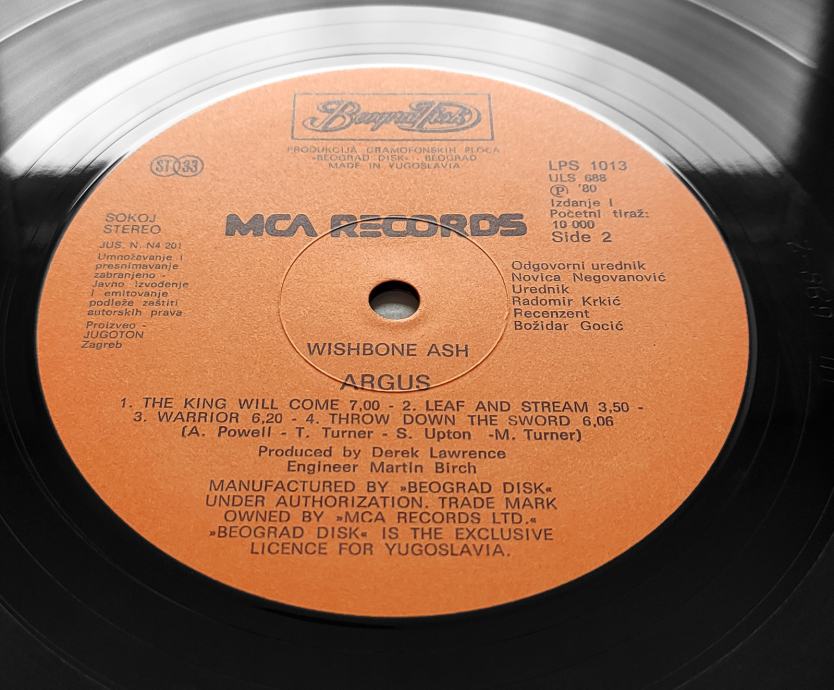 Beograd Disk
PRODUKCIJA GRAMOFONSKIH PLOČA
»BEOGRAD DISK« - BEOGRAD
MADE IN YUGOSLAVIA
ST 33
LPS 1013
ULS 688
Ⓟ '80
Izdanje I
Početni tiraž:
10 000
Side 2
MCA RECORDS
SOKOJ
STEREO
JUS. N. N4 201
Umnožavanje i
presnimavanje
zabranjeno -
Javno izvođenje
i emitovanje
podleže zaštiti
autorskih prava
Proizveo -
JUGOTON
Zagreb
Odgovorni urednik
Novica Negovanović
Urednik
Radomir Krkić
Recenzent
Božidar Gocić
WISHBONE ASH
ARGUS
1. THE KING WILL COME 7,00 - 2. LEAF AND STREAM 3,50 -
3. WARRIOR 6,20 - 4. THROW DOWN THE SWORD 6,06
(A. Powell - T. Turner - S. Upton -M. Turner)
Produced by Derek Lawrence
Engineer Martin Birch
MANUFACTURED BY »BEOGRAD DISK«
UNDER AUTHORIZATION. TRADE MARK
OWNED BY »MCA RECORDS LTD.«
»BEOGRAD DISK« IS THE EXCLUSIVE
LICENCE FOR YUGOSLAVIA.